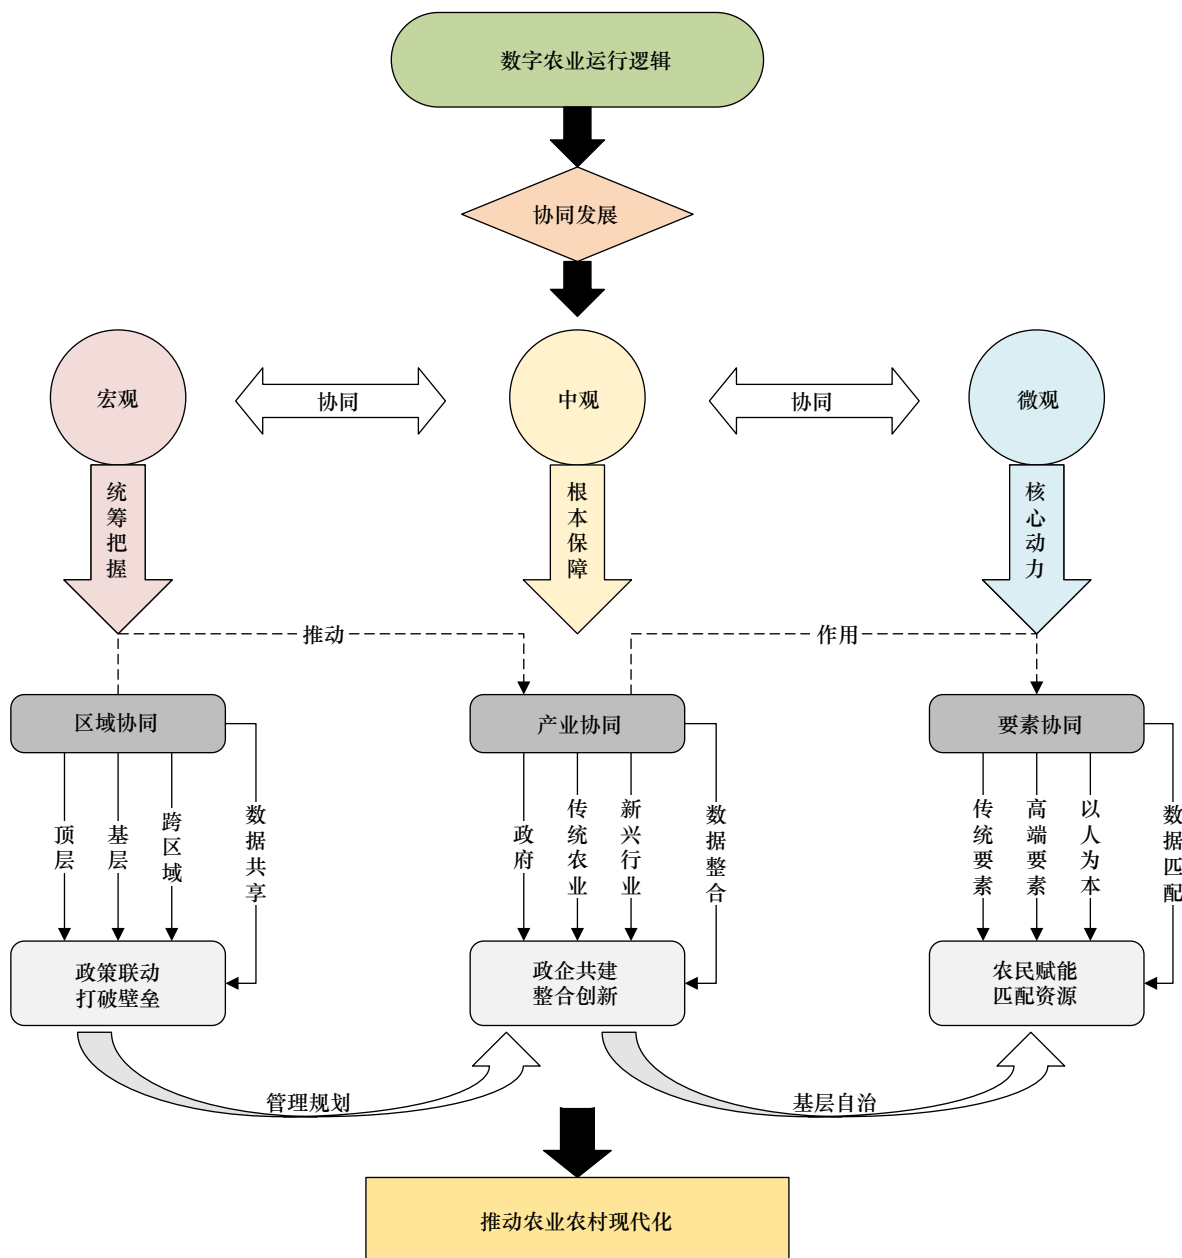 数字农业运行逻辑
协同发展
宏观
协同
中观
协同
微观
统筹把握
根本保障
核心动力
推动
作用
区域协同
产业协同
要素协同
顶层
基层
跨区域
数据共享
政府
传统农业
新兴行业
数据整合
传统要素
高端要素
以人为本
数据匹配
政策联动
打破壁垒
政企共建
整合创新
农民赋能
匹配资源
管理规划
基层自治
推动农业农村现代化